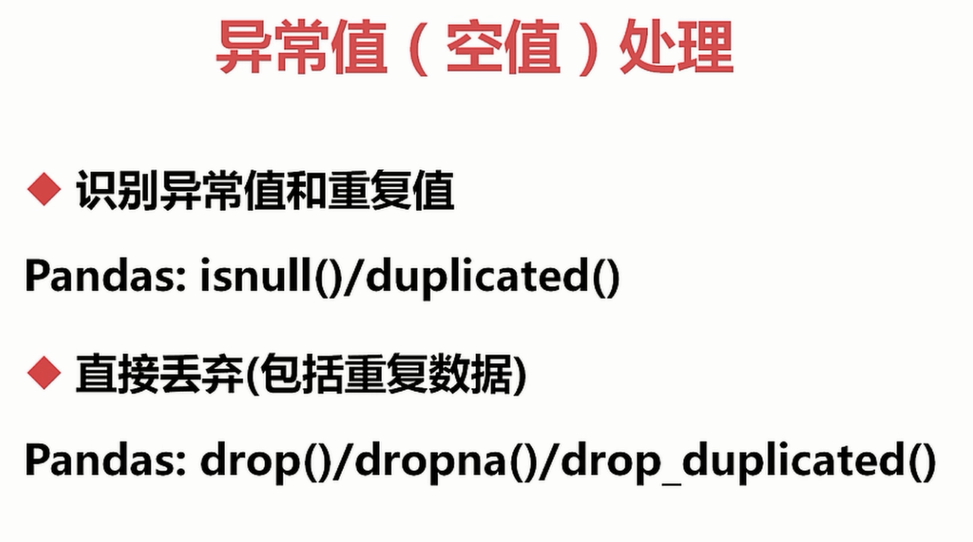 异常值（空值）处理
◆ 识别异常值和重复值
Pandas: isnull()/duplicated()
◆ 直接丢弃(包括重复数据)
Pandas: drop()/dropna()/drop_duplicated()